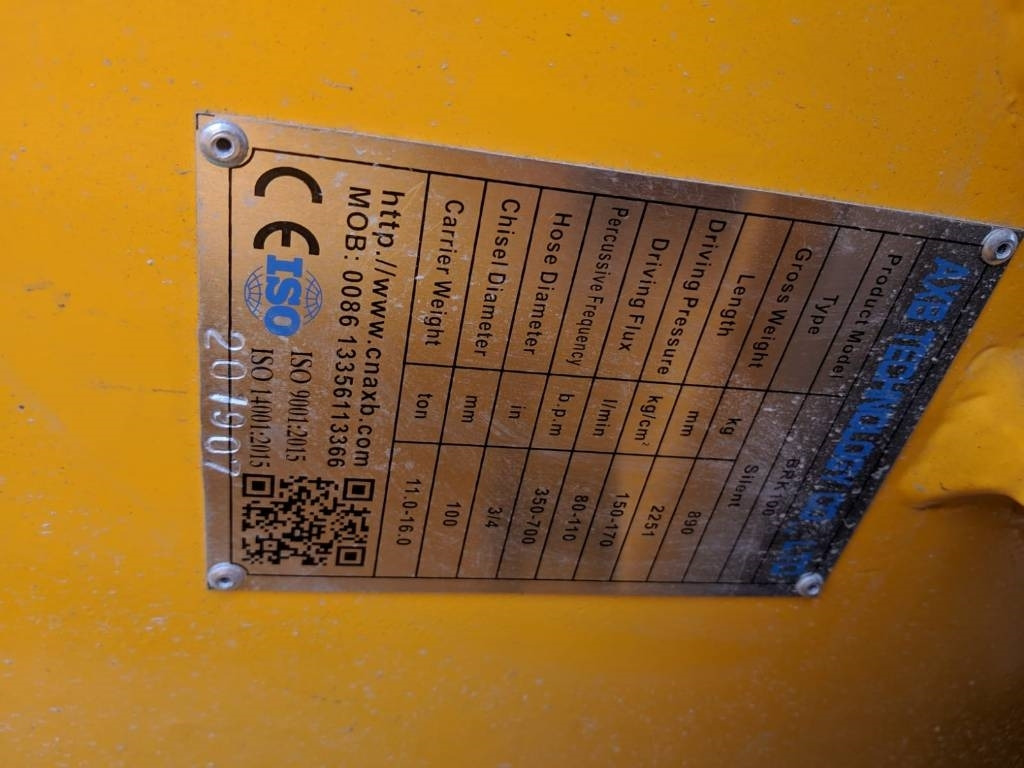 AXB TECHNOLOGY CO., LTD
Product Model BRK100
Type Silent
Gross Weight kg 890
Length mm 2251
Driving Pressure kg/cm² 150-170
Driving Flux l/min 80-110
Percussive Frequency b.p.m 350-700
Hose Diameter in 3/4
Chisel Diameter mm 100
Carrier Weight ton 11.0-16.0
http://www.cnaxb.com
MOB: 0086 13356113366
CE ISO
ISO 9001:2015
ISO 14001:2015
201907